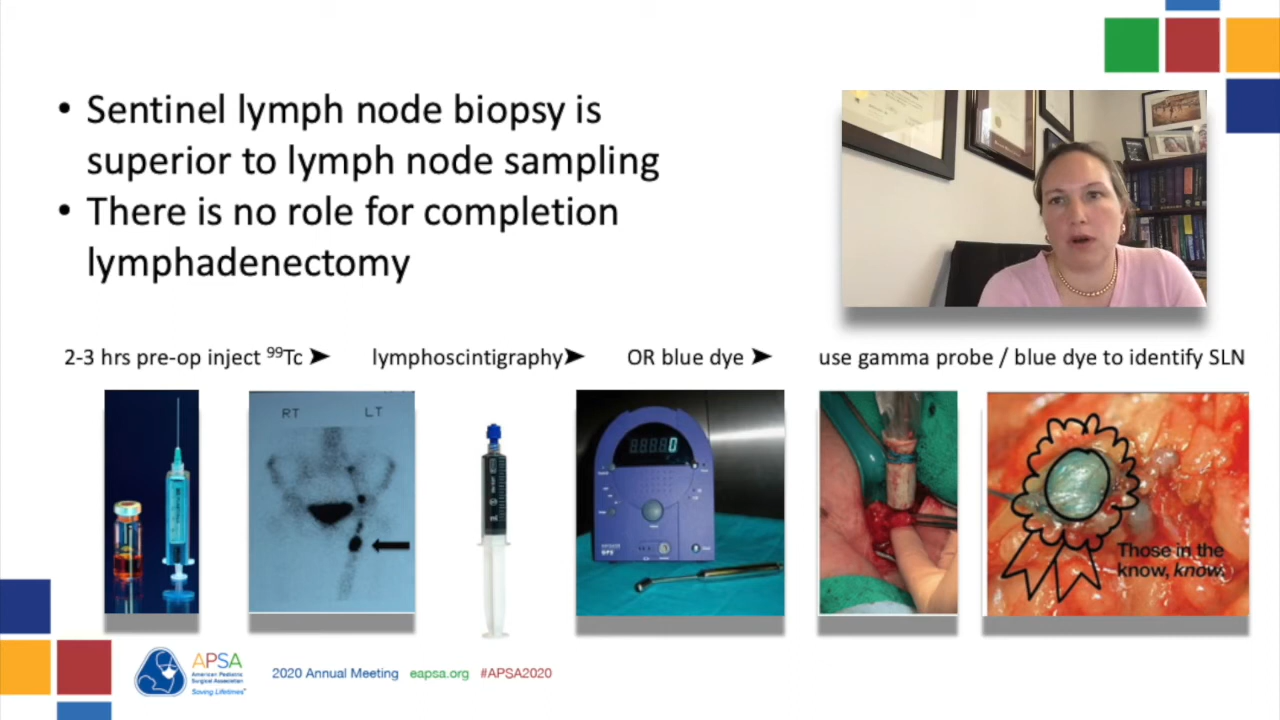 • Sentinel lymph node biopsy is
superior to lymph node sampling
• There is no role for completion
lymphadenectomy
2-3 hrs pre-op inject ⁹⁹Tc ➤ lymphoscintigraphy➤ OR blue dye ➤ use gamma probe / blue dye to identify SLN
RT LT
Those in the
know, know.
APSA
American Pediatric
Surgical Association
Saving Lifetimes
2020 Annual Meeting eapsa.org #APSA2020